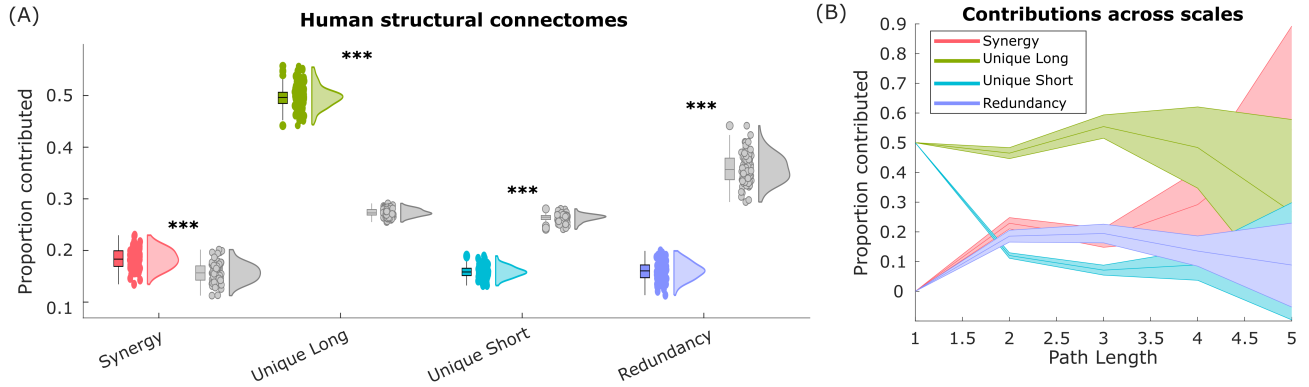 (A)
Human structural connectomes
Proportion contributed
0.5
0.4
0.3
0.2
0.1
***
***
***
***
Synergy
Unique Long
Unique Short
Redundancy
(B)
Contributions across scales
Proportion contributed
0.9
0.8
0.7
0.6
0.5
0.4
0.3
0.2
0.1
0
Synergy
Unique Long
Unique Short
Redundancy
1 1.5 2 2.5 3 3.5 4 4.5 5
Path Length